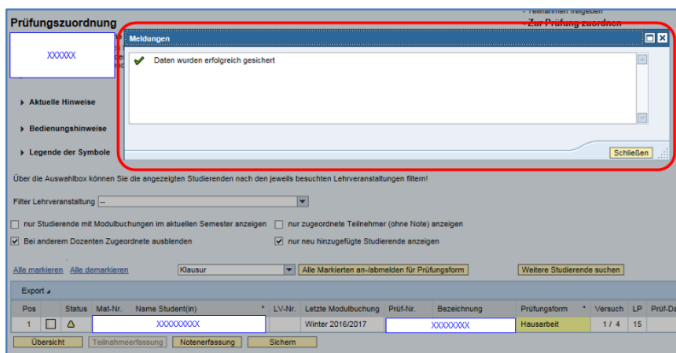 - Teilnahmen freigeben
Prüfungszuordnung
- Zur Prüfung zuordnen
XXXXXX
Meldungen
Daten wurden erfolgreich gesichert
Aktuelle Hinweise
Bedienungshinweise
Legende der Symbole
Schließen
Über die Auswahlbox können Sie die angezeigten Studierenden nach den jeweils besuchten Lehrveranstaltungen filtern!
Filter Lehrveranstaltung --
nur Studierende mit Modulbuchungen im aktuellen Semester anzeigen nur zugeordnete Teilnehmer (ohne Note) anzeigen
Bei anderem Dozenten Zugeordnete ausblenden nur neu hinzugefügte Studierende anzeigen
Alle markieren Alle demarkieren Klausur Alle Markierten an-/abmelden für Prüfungsform Weitere Studierende suchen
Export
Pos Status Mat-Nr. Name Student(in) LV-Nr. Letzte Modulbuchung Prüf-Nr. Bezeichnung Prüfungsform Versuch LP Prüf-Da
1 XXXXXXXXX Winter 2016/2017 XXXXXXXX Hausarbeit 1 / 4 15
Übersicht Teilnahmeerfassung Notenerfassung Sichern